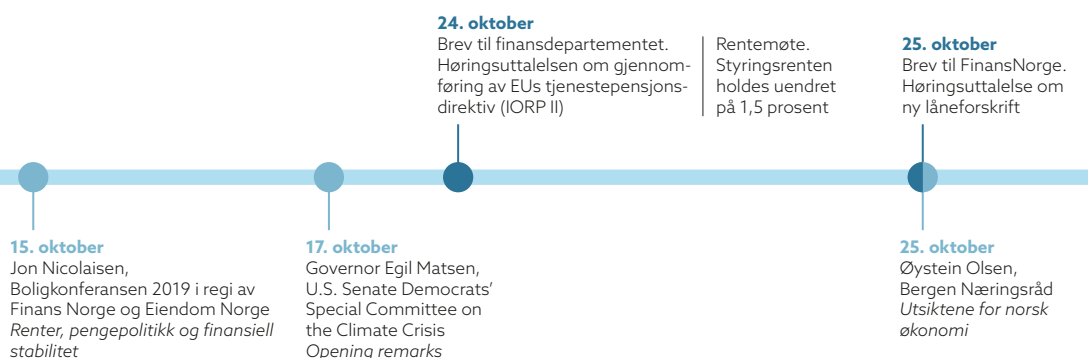 24. oktober
Brev til finansdepartementet.
Høringsuttalelsen om gjennom-
føring av EUs tjenestepensjons-
direktiv (IORP II)
Rentemøte.
Styringsrenten
holdes uendret
på 1,5 prosent
25. oktober
Brev til FinansNorge.
Høringsuttalelse om
ny låneforskrift
15. oktober
Jon Nicolaisen,
Boligkonferansen 2019 i regi av
Finans Norge og Eiendom Norge
Renter, pengepolitikk og finansiell
stabilitet
17. oktober
Governor Egil Matsen,
U.S. Senate Democrats’
Special Committee on
the Climate Crisis
Opening remarks
25. oktober
Øystein Olsen,
Bergen Næringsråd
Utsiktene for norsk
økonomi